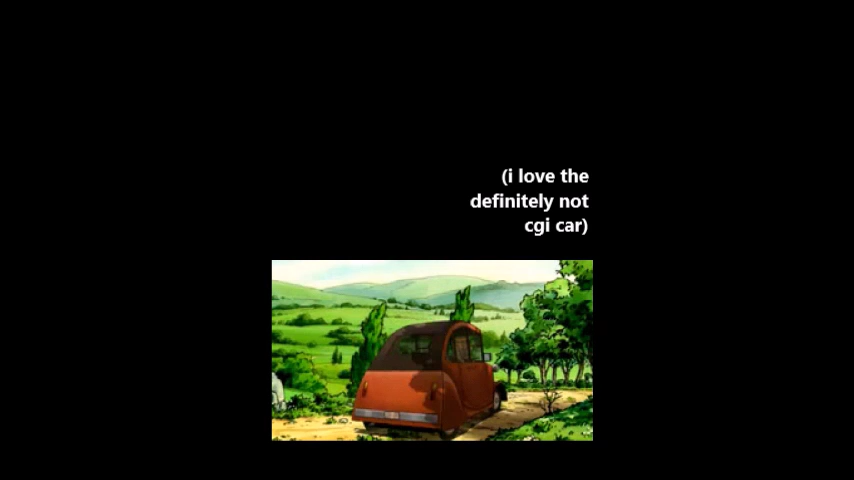 (i love the
definitely not
cgi car)